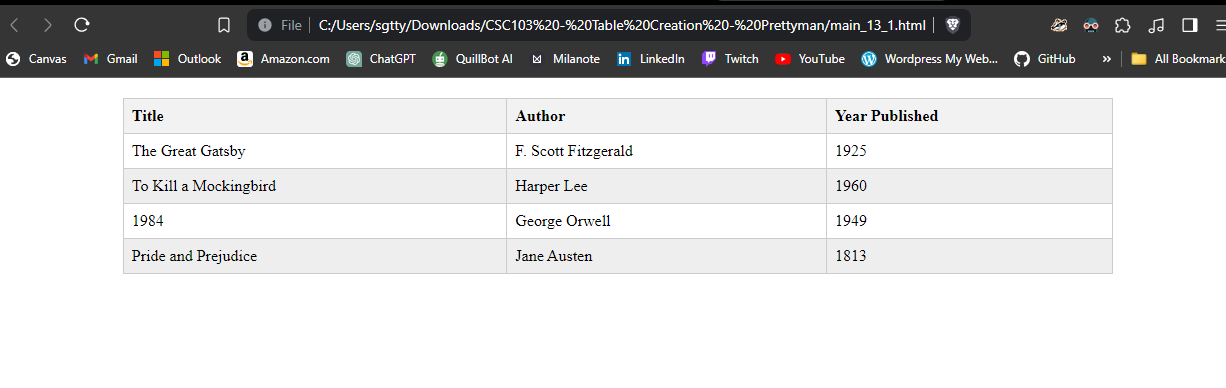 File C:/Users/sgtty/Downloads/CSC103%20-%20Table%20Creation%20-%20Prettyman/main_13_1.html
Canvas Gmail Outlook Amazon.com ChatGPT QuillBot AI Milanote LinkedIn Twitch YouTube Wordpress My Web... GitHub » All Bookmark
Title Author Year Published
The Great Gatsby F. Scott Fitzgerald 1925
To Kill a Mockingbird Harper Lee 1960
1984 George Orwell 1949
Pride and Prejudice Jane Austen 1813